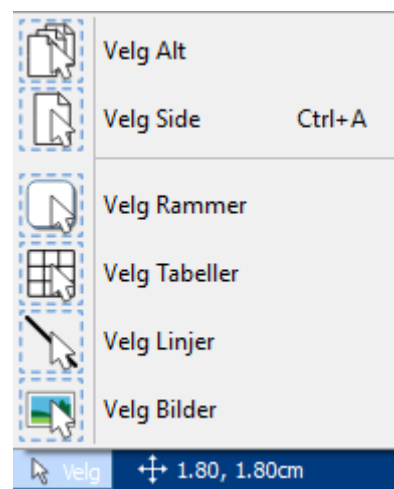 Velg Alt
Velg Side Ctrl+A
Velg Rammer
Velg Tabeller
Velg Linjer
Velg Bilder
Velg 1.80, 1.80cm